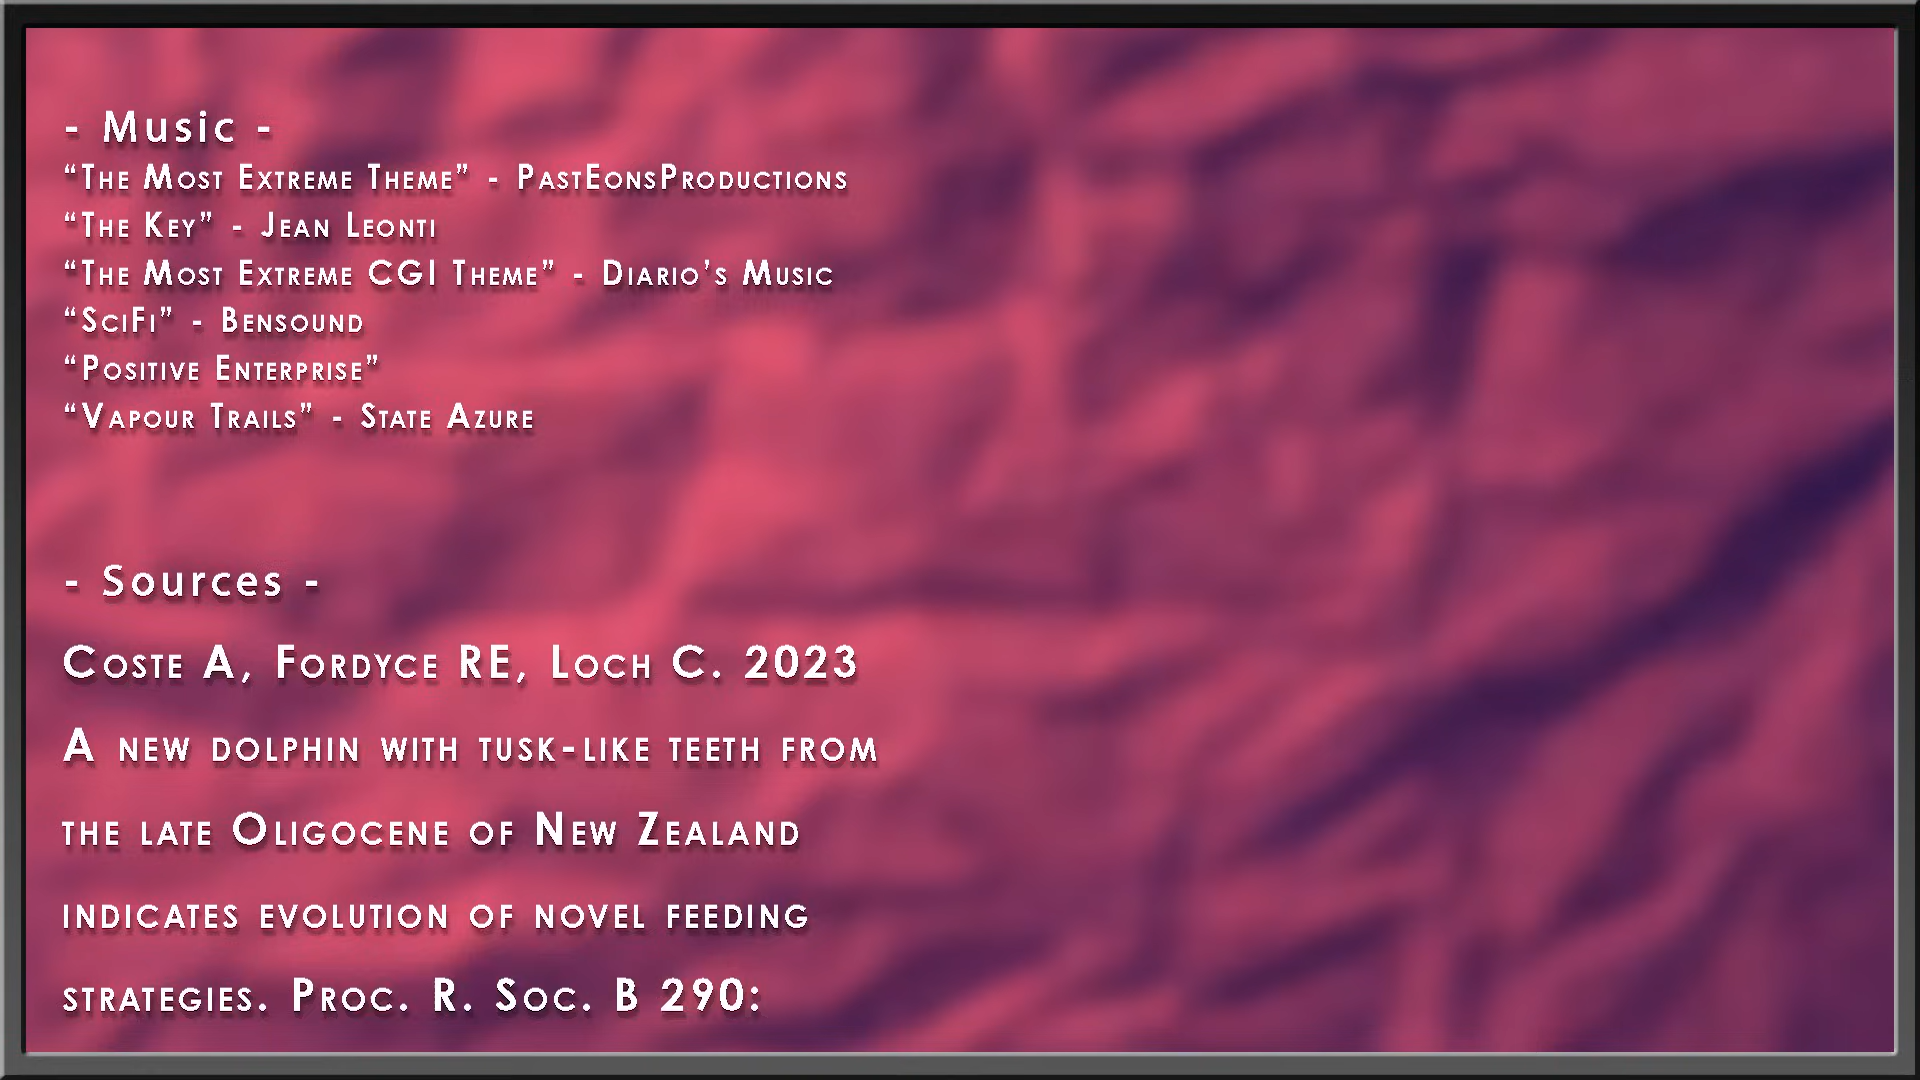 - Music -
“The Most Extreme Theme” - PastEonsProductions
“The Key” - Jean Leonti
“The Most Extreme CGI Theme” - Diario’s Music
“SciFi” - Bensound
“Positive Enterprise”
“Vapour Trails” - State Azure
- Sources -
Coste A, Fordyce RE, Loch C. 2023
A new dolphin with tusk-like teeth from
the late Oligocene of New Zealand
indicates evolution of novel feeding
strategies. Proc. R. Soc. B 290: